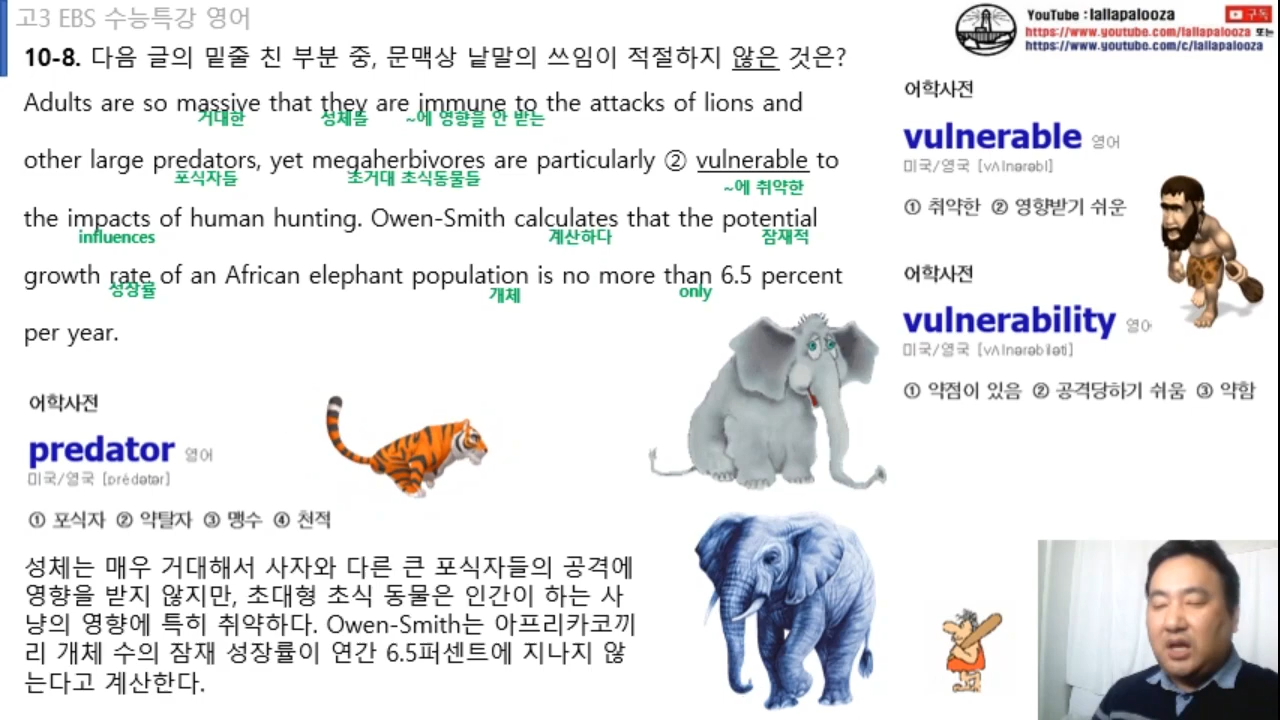 고3 EBS 수능특강 영어
YouTube : lallapalooza
구독
https://www.youtube.com/lallapalooza 또는
https://www.youtube.com/c/lallapalooza
10-8. 다음 글의 밑줄 친 부분 중, 문맥상 낱말의 쓰임이 적절하지 않은 것은?
Adults are so massive that they are immune to the attacks of lions and
거대한 성체들 ~에 영향을 안 받는
other large predators, yet megaherbivores are particularly ② vulnerable to
포식자들 초거대 초식동물들 ~에 취약한
the impacts of human hunting. Owen-Smith calculates that the potential
influences 계산하다 잠재적
growth rate of an African elephant population is no more than 6.5 percent
성장률 개체 only
per year.
어학사전
vulnerable 영어
미국/영국 [vʌlnərəbl]
① 취약한 ② 영향받기 쉬운
어학사전
vulnerability 영어
미국/영국 [vʌlnərəbiləti]
① 약점이 있음 ② 공격당하기 쉬움 ③ 약함
어학사전
predator 영어
미국/영국 [prédətər]
① 포식자 ② 약탈자 ③ 맹수 ④ 천적
성체는 매우 거대해서 사자와 다른 큰 포식자들의 공격에
영향을 받지 않지만, 초대형 초식 동물은 인간이 하는 사
냥의 영향에 특히 취약하다. Owen-Smith는 아프리카코끼
리 개체 수의 잠재 성장률이 연간 6.5퍼센트에 지나지 않
는다고 계산한다.